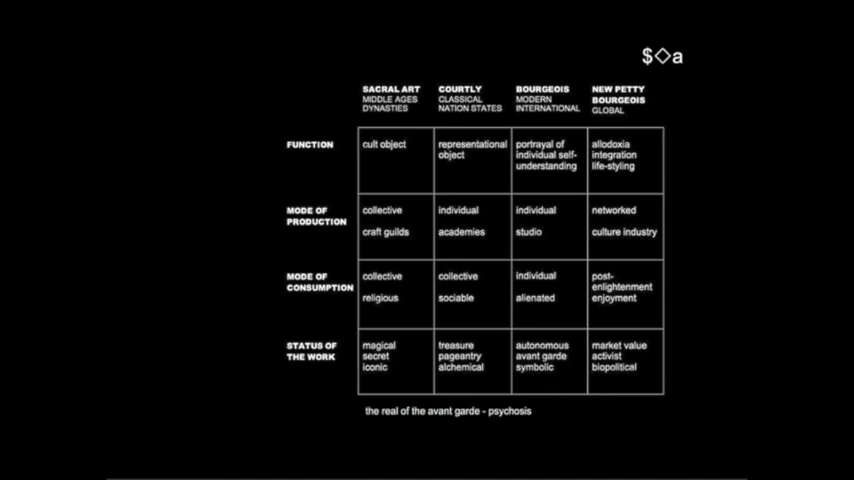 $◇a
SACRAL ART
MIDDLE AGES
DYNASTIES
COURTLY
CLASSICAL
NATION STATES
BOURGEOIS
MODERN
INTERNATIONAL
NEW PETTY
BOURGEOIS
GLOBAL
FUNCTION
cult object
representational
object
portrayal of
individual self-
understanding
allodoxia
integration
life-styling
MODE OF
PRODUCTION
collective
craft guilds
individual
academies
individual
studio
networked
culture industry
MODE OF
CONSUMPTION
collective
religious
collective
sociable
individual
alienated
post-
enlightenment
enjoyment
STATUS OF
THE WORK
magical
secret
iconic
treasure
pageantry
alchemical
autonomous
avant garde
symbolic
market value
activist
biopolitical
the real of the avant garde - psychosis